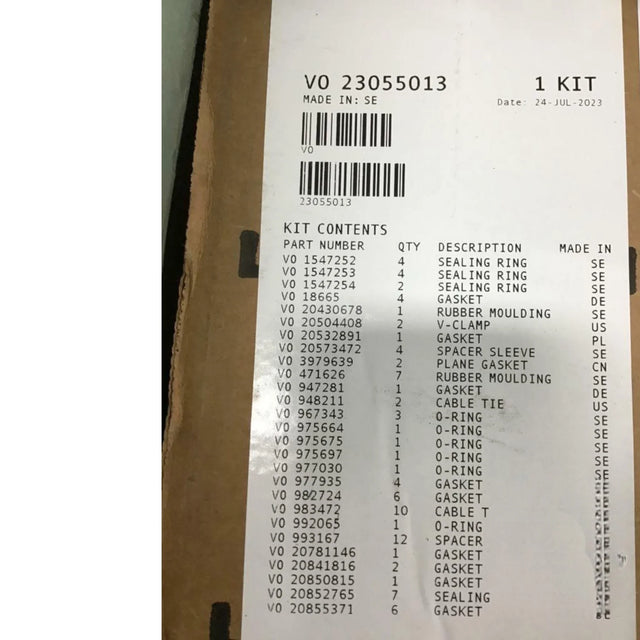 VO 23055013 1 KIT
MADE IN: SE Date: 24-JUL-2023
VO
23055013
KIT CONTENTS
PART NUMBER QTY DESCRIPTION MADE IN
VO 1547252 4 SEALING RING SE
VO 1547253 4 SEALING RING SE
VO 1547254 2 SEALING RING SE
VO 18665 4 GASKET DE
VO 20430678 1 RUBBER MOULDING SE
VO 20504408 2 V-CLAMP US
VO 20532891 1 GASKET PL
VO 20573472 4 SPACER SLEEVE SE
VO 3979639 2 PLANE GASKET CN
VO 471626 7 RUBBER MOULDING SE
VO 947281 1 GASKET DE
VO 948211 2 CABLE TIE US
VO 967343 3 O-RING SE
VO 975664 1 O-RING SE
VO 975675 1 O-RING SE
VO 975697 1 O-RING SE
VO 977030 1 O-RING SE
VO 977935 4 GASKET
VO 982724 6 GASKET
VO 983472 10 CABLE T
VO 992065 1 O-RING
VO 993167 12 SPACER
VO 20781146 1 GASKET
VO 20841816 2 GASKET
VO 20850815 1 GASKET
VO 20852765 7 SEALING
VO 20855371 6 GASKET